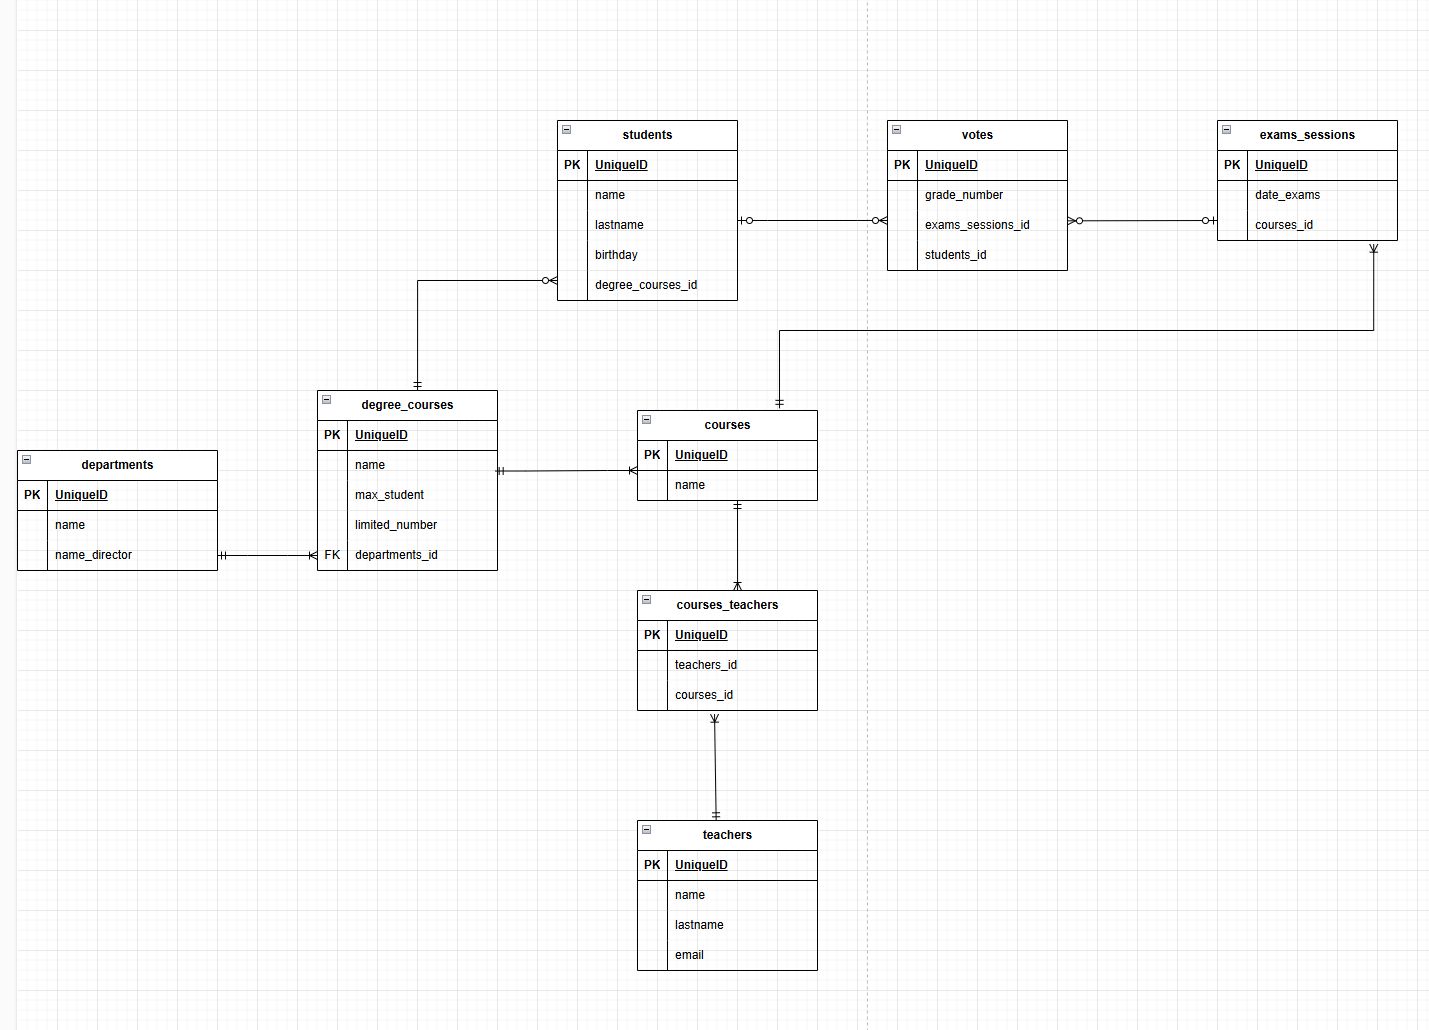 students
PK UniqueID
name
lastname
birthday
degree_courses_id
votes
PK UniqueID
grade_number
exams_sessions_id
students_id
exams_sessions
PK UniqueID
date_exams
courses_id
degree_courses
PK UniqueID
name
max_student
limited_number
FK departments_id
courses
PK UniqueID
name
departments
PK UniqueID
name
name_director
courses_teachers
PK UniqueID
teachers_id
courses_id
teachers
PK UniqueID
name
lastname
email